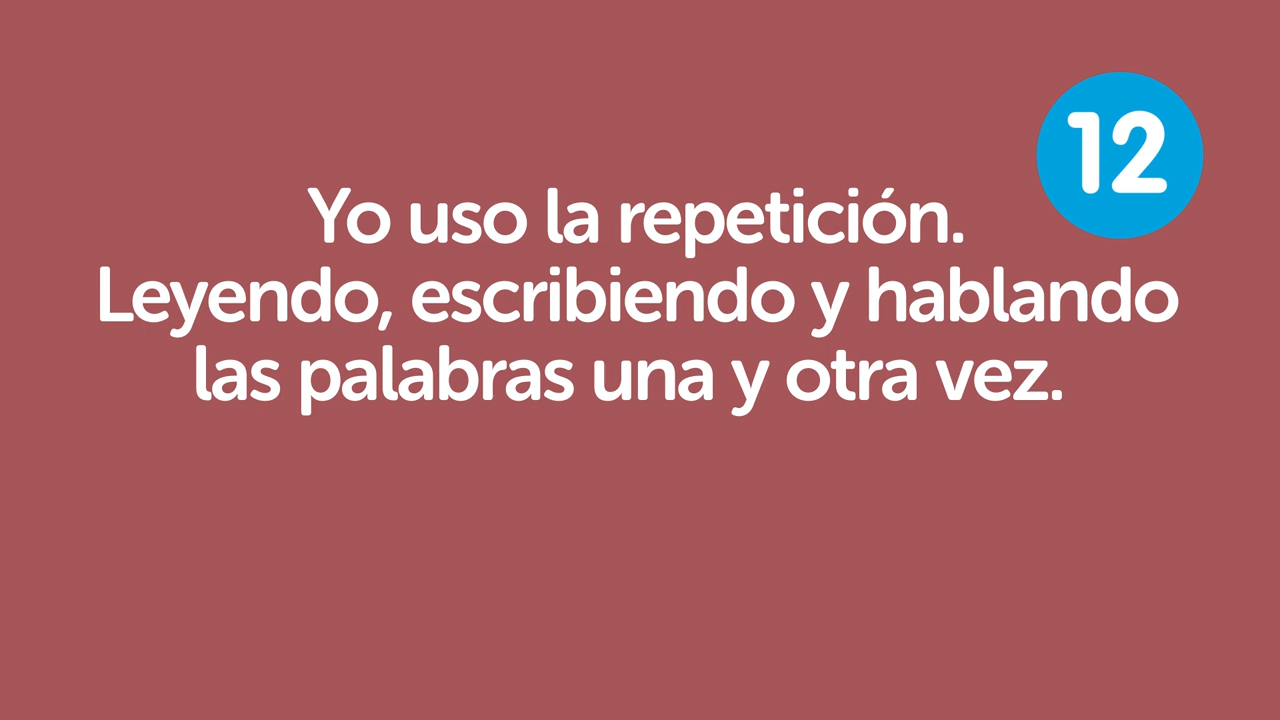 12
Yo uso la repetición.
Leyendo, escribiendo y hablando
las palabras una y otra vez.